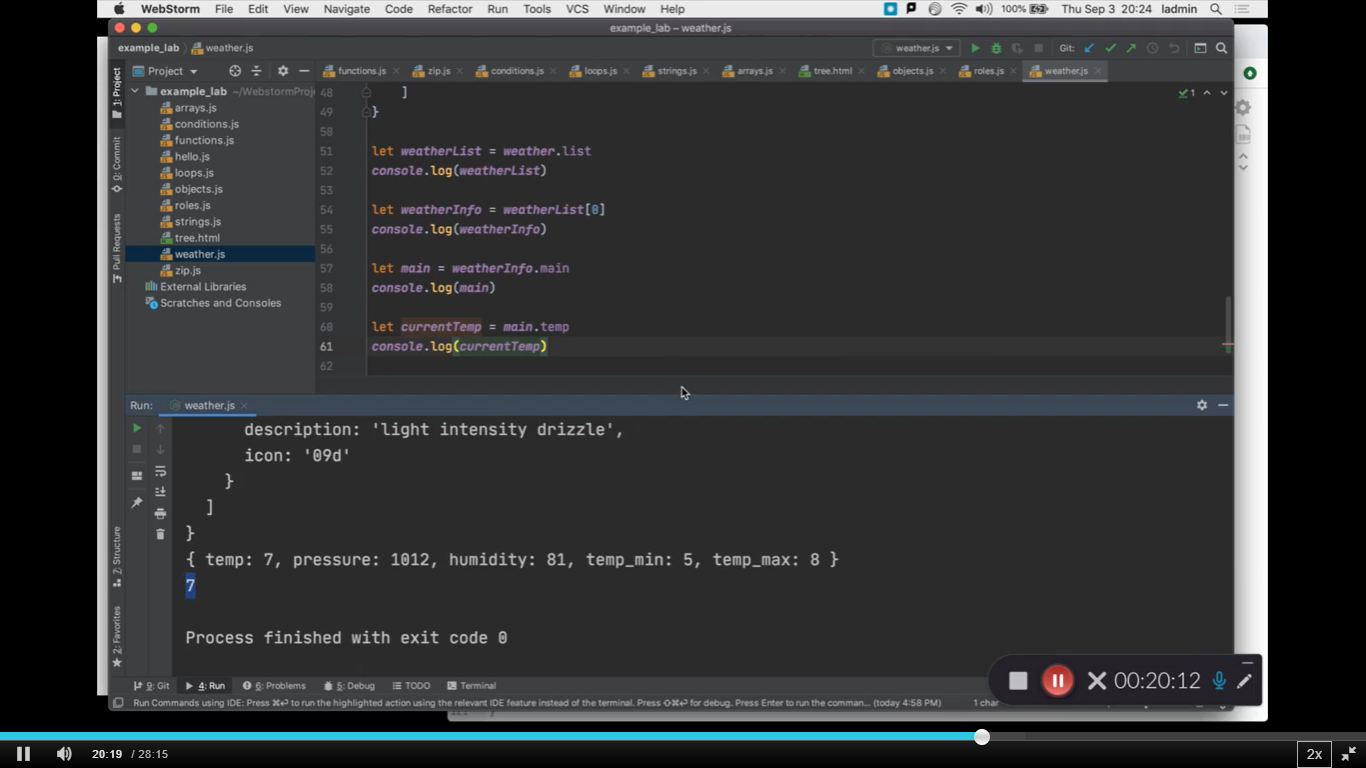 WebStorm File Edit View Navigate Code Refactor Run Tools VCS Window Help 100% Thu Sep 3 20:24 ladmin
example_lab – weather.js
example_lab weather.js weather.js Git:
Project functions.js zip.js conditions.js loops.js strings.js arrays.js tree.html objects.js roles.js weather.js
1: Project
0: Commit
Pull Requests
7: Structure
2: Favorites
example_lab ~/WebstormProj
arrays.js
conditions.js
functions.js
hello.js
loops.js
objects.js
roles.js
strings.js
tree.html
weather.js
zip.js
External Libraries
Scratches and Consoles
48 ]
49 }
50
51 let weatherList = weather.list
52 console.log(weatherList)
53
54 let weatherInfo = weatherList[0]
55 console.log(weatherInfo)
56
57 let main = weatherInfo.main
58 console.log(main)
59
60 let currentTemp = main.temp
61 console.log(currentTemp)
62
1
Run: weather.js
description: 'light intensity drizzle',
icon: '09d'
}
]
}
{ temp: 7, pressure: 1012, humidity: 81, temp_min: 5, temp_max: 8 }
7
Process finished with exit code 0
9: Git 4: Run 6: Problems 5: Debug TODO Terminal
Run Commands using IDE: Press ⌘↩ to run the highlighted action using the relevant IDE feature instead of the terminal. Press ⇧⌘↩ for debug. Press Enter to run the comman... (today 4:58 PM) 1 char
00:20:12
20:19 / 28:15 2x